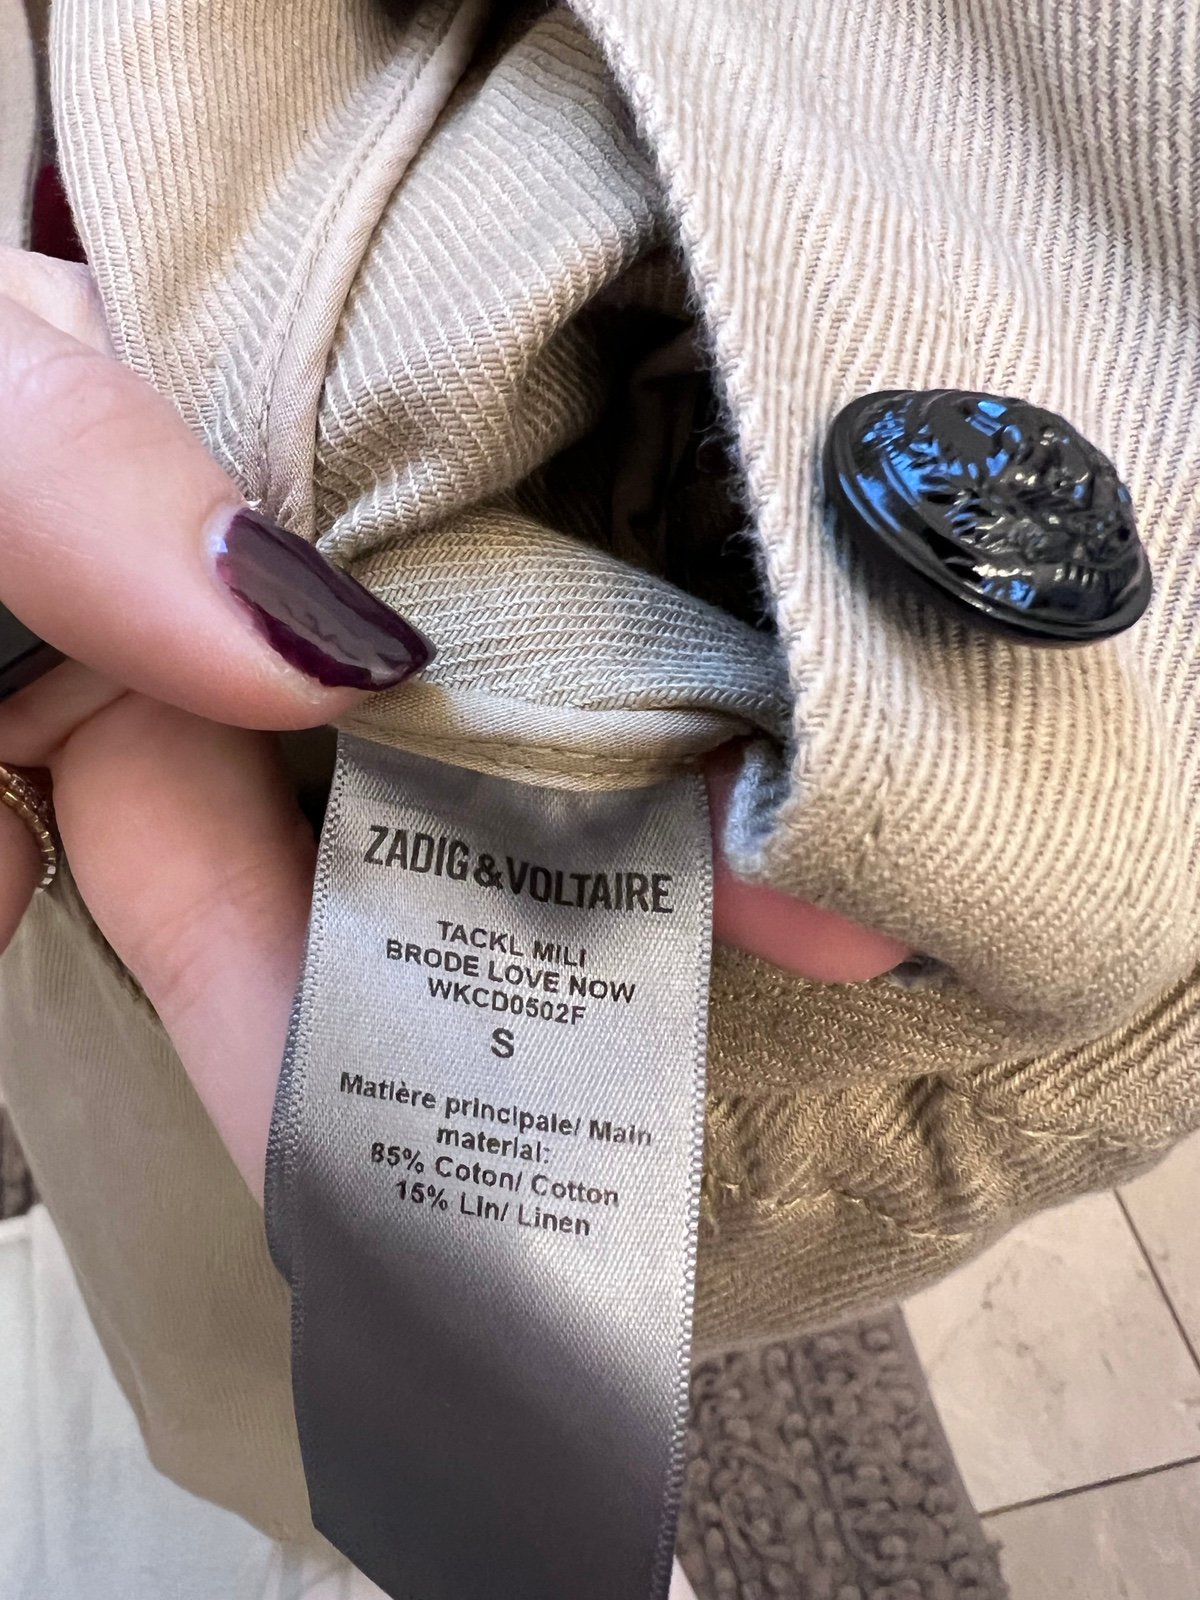 ZADIG&VOLTAIRE
TACKL MILI
BRODE LOVE NOW
WKCD0502F
S
Matière principale/ Main
material:
85% Coton/ Cotton
15% Lin/ Linen